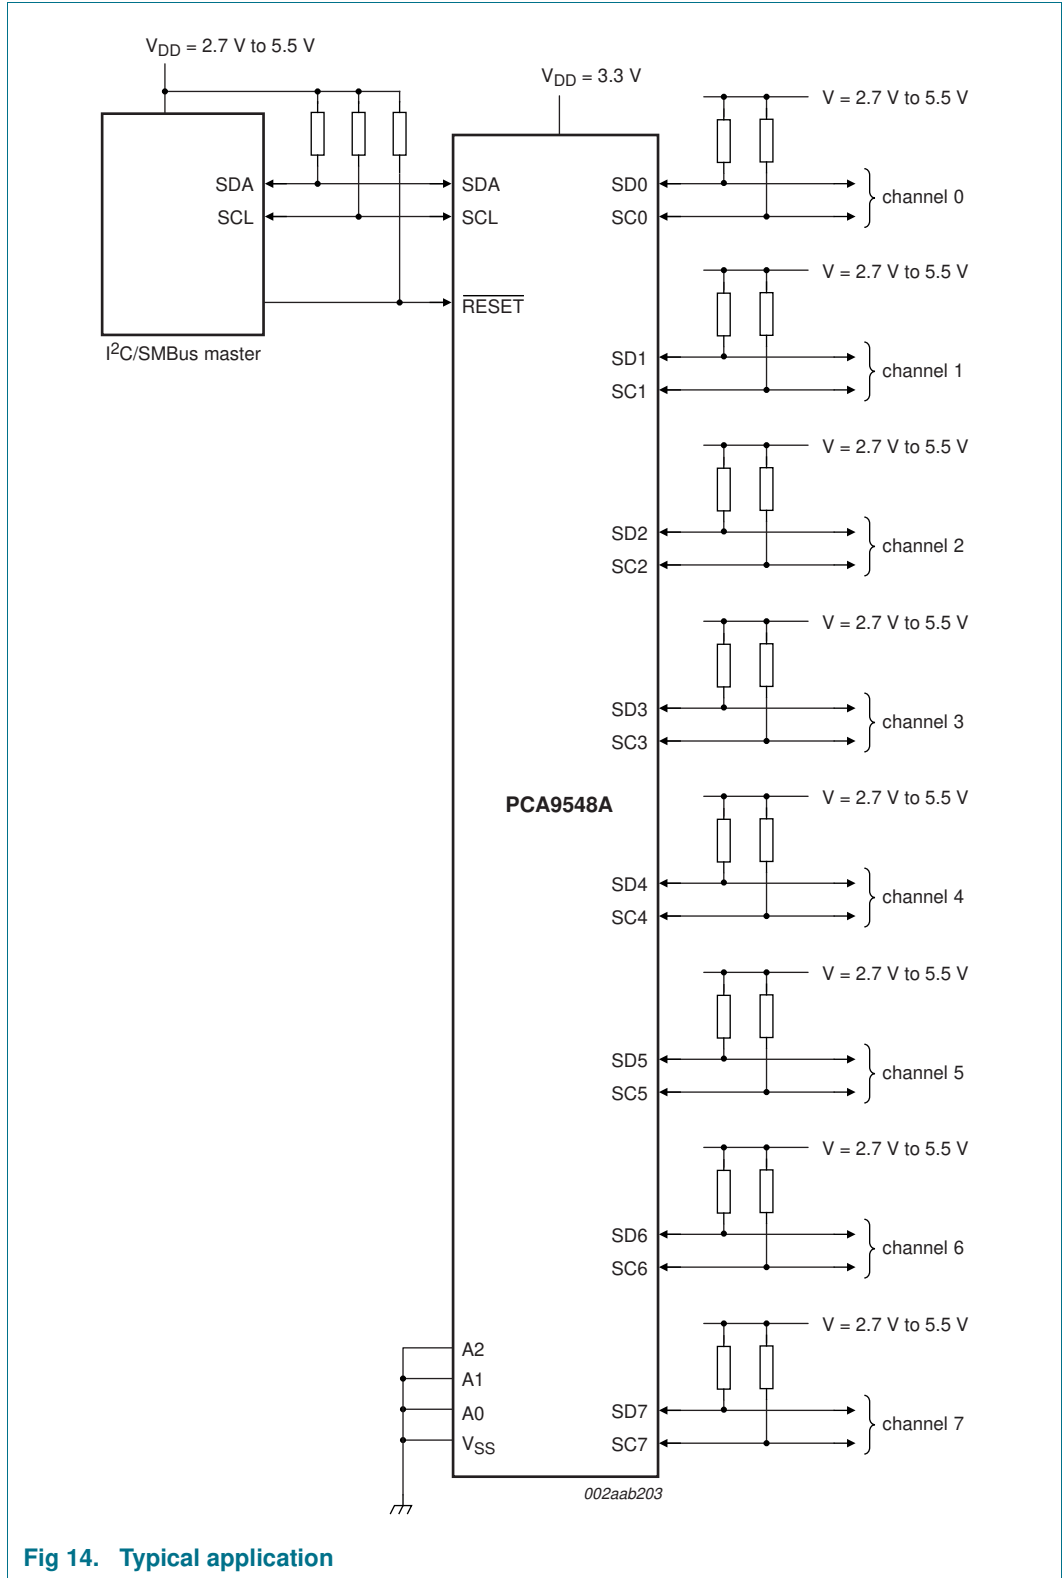 V_DD = 2.7 V to 5.5 V
V_DD = 3.3 V
V = 2.7 V to 5.5 V
SDA
SCL
I²C/SMBus master
SDA
SCL
RESET
SD0
SC0
channel 0
V = 2.7 V to 5.5 V
SD1
SC1
channel 1
V = 2.7 V to 5.5 V
SD2
SC2
channel 2
V = 2.7 V to 5.5 V
SD3
SC3
channel 3
PCA9548A
V = 2.7 V to 5.5 V
SD4
SC4
channel 4
V = 2.7 V to 5.5 V
SD5
SC5
channel 5
V = 2.7 V to 5.5 V
SD6
SC6
channel 6
V = 2.7 V to 5.5 V
A2
A1
A0
V_SS
SD7
SC7
channel 7
002aab203
Fig 14. Typical application